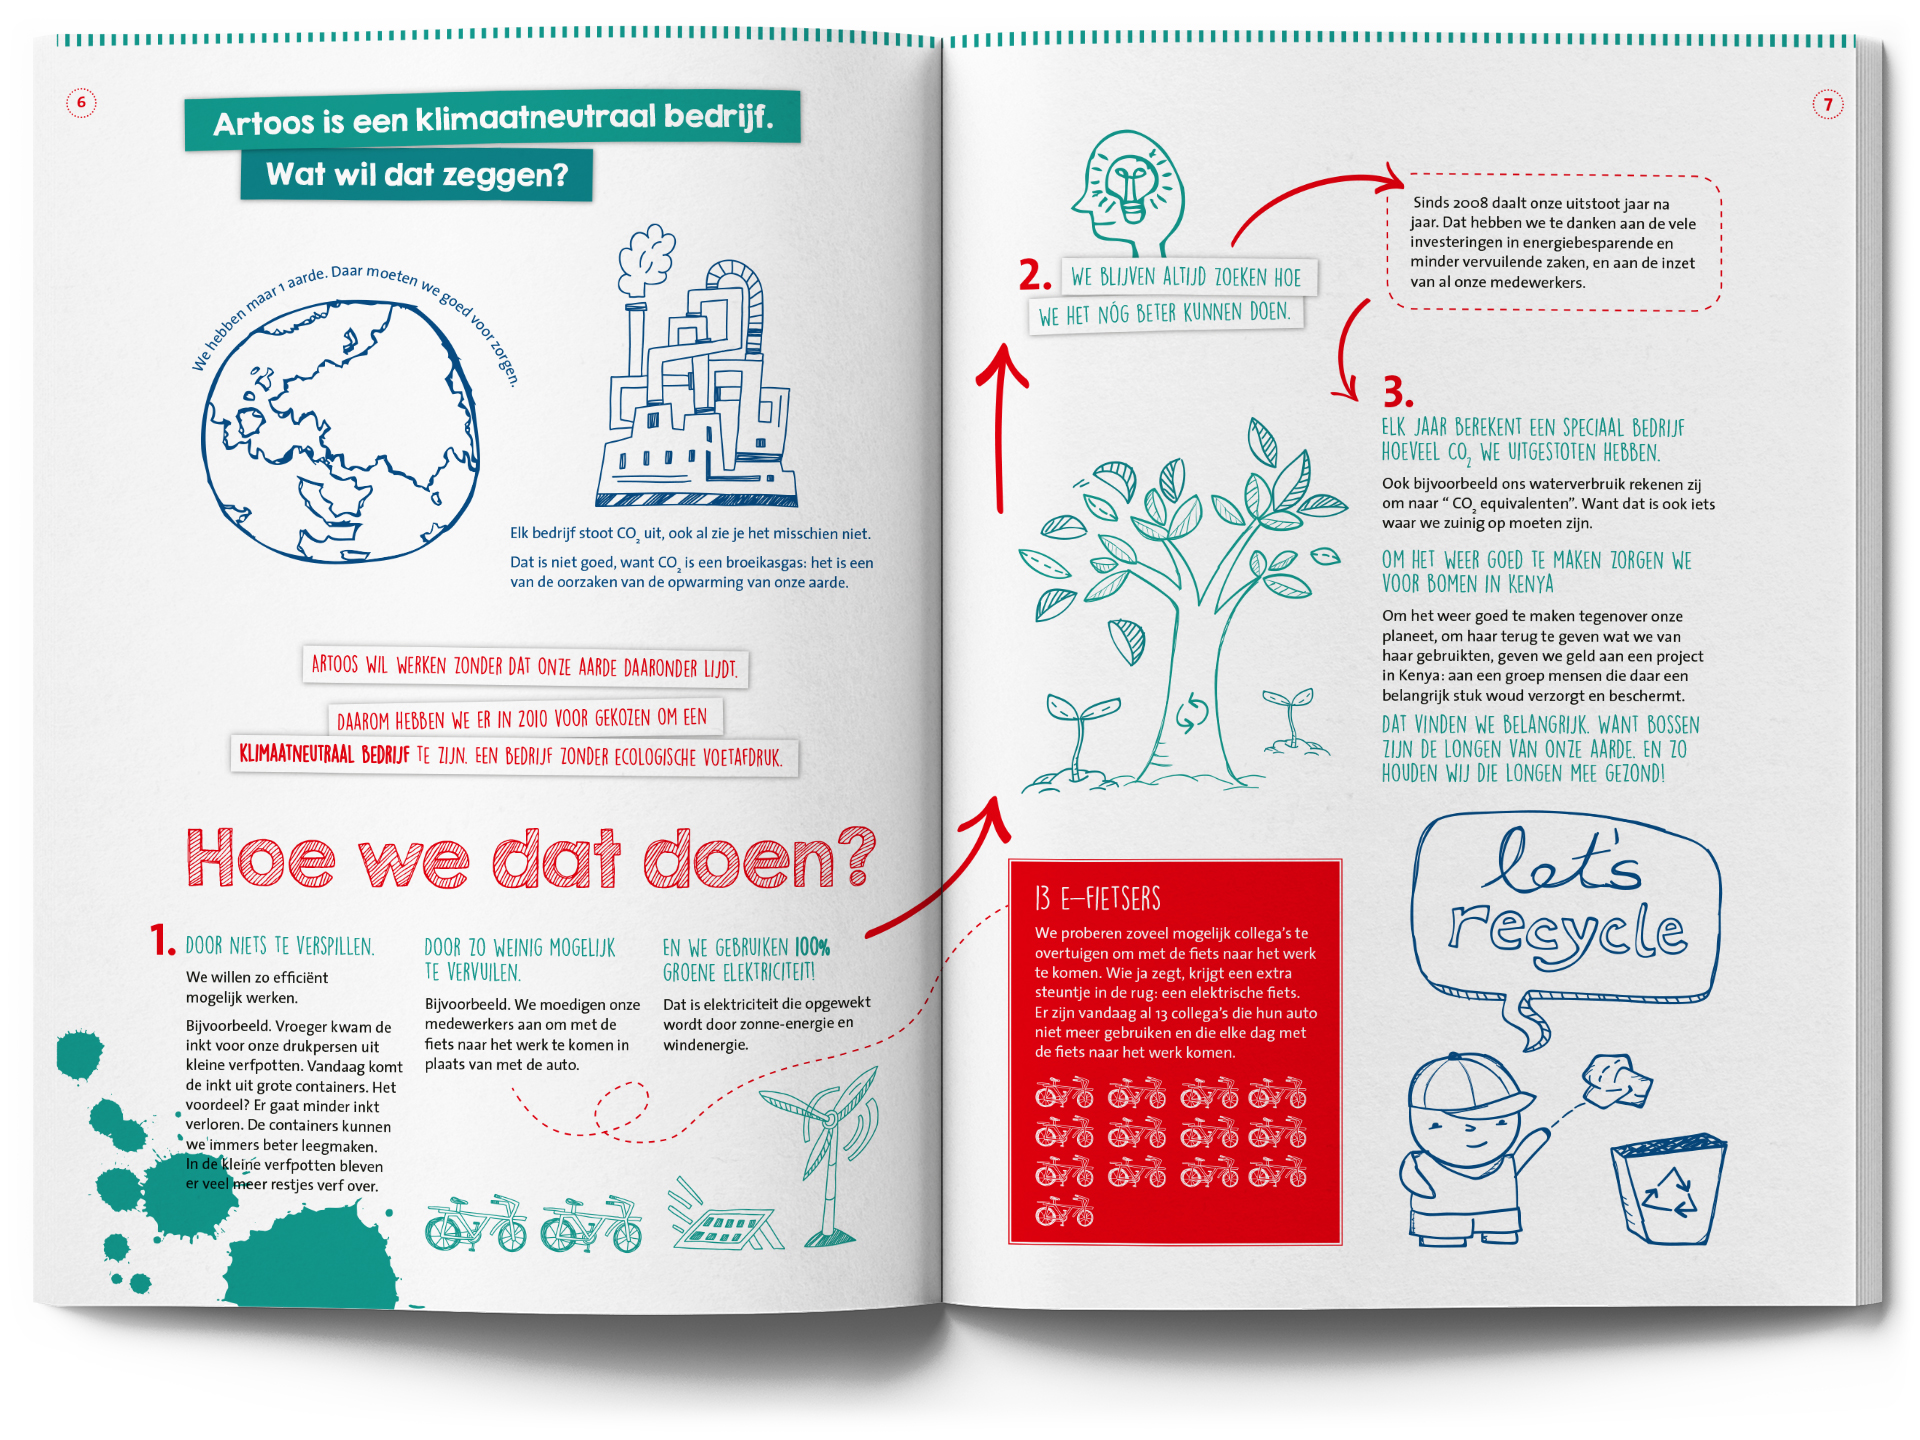 6
Artoos is een klimaatneutraal bedrijf.
Wat wil dat zeggen?
We hebben maar 1 aarde. Daar moeten we goed voor zorgen.
Elk bedrijf stoot CO₂ uit, ook al zie je het misschien niet.
Dat is niet goed, want CO₂ is een broeikasgas: het is een
van de oorzaken van de opwarming van onze aarde.
ARTOOS WIL WERKEN ZONDER DAT ONZE AARDE DAARONDER LIJDT.
DAAROM HEBBEN WE ER IN 2010 VOOR GEKOZEN OM EEN
KLIMAATNEUTRAAL BEDRIJF TE ZIJN. EEN BEDRIJF ZONDER ECOLOGISCHE VOETAFDRUK.
Hoe we dat doen?
1. DOOR NIETS TE VERSPILLEN.
We willen zo efficiënt
mogelijk werken.
Bijvoorbeeld. Vroeger kwam de
inkt voor onze drukpersen uit
kleine verfpotten. Vandaag komt
de inkt uit grote containers. Het
voordeel? Er gaat minder inkt
verloren. De containers kunnen
we immers beter leegmaken.
In de kleine verfpotten bleven
er veel meer restjes verf over.
DOOR ZO WEINIG MOGELIJK
TE VERVUILEN.
Bijvoorbeeld. We moedigen onze
medewerkers aan om met de
fiets naar het werk te komen in
plaats van met de auto.
EN WE GEBRUIKEN 100%
GROENE ELEKTRICITEIT!
Dat is elektriciteit die opgewekt
wordt door zonne-energie en
windenergie.
7
2. WE BLIJVEN ALTIJD ZOEKEN HOE
WE HET NÓG BETER KUNNEN DOEN.
Sinds 2008 daalt onze uitstoot jaar na
jaar. Dat hebben we te danken aan de vele
investeringen in energiebesparende en
minder vervuilende zaken, en aan de inzet
van al onze medewerkers.
3.
ELK JAAR BEREKENT EEN SPECIAAL BEDRIJF
HOEVEEL CO₂ WE UITGESTOTEN HEBBEN.
Ook bijvoorbeeld ons waterverbruik rekenen zij
om naar “ CO₂ equivalenten”. Want dat is ook iets
waar we zuinig op moeten zijn.
OM HET WEER GOED TE MAKEN ZORGEN WE
VOOR BOMEN IN KENYA
Om het weer goed te maken tegenover onze
planeet, om haar terug te geven wat we van
haar gebruikten, geven we geld aan een project
in Kenya: aan een groep mensen die daar een
belangrijk stuk woud verzorgt en beschermt.
DAT VINDEN WE BELANGRIJK. WANT BOSSEN
ZIJN DE LONGEN VAN ONZE AARDE. EN ZO
HOUDEN WIJ DIE LONGEN MEE GEZOND!
13 E-FIETSERS
We proberen zoveel mogelijk collega's te
overtuigen om met de fiets naar het werk
te komen. Wie ja zegt, krijgt een extra
steuntje in de rug: een elektrische fiets.
Er zijn vandaag al 13 collega's die hun auto
niet meer gebruiken en die elke dag met
de fiets naar het werk komen.
let's
recycle